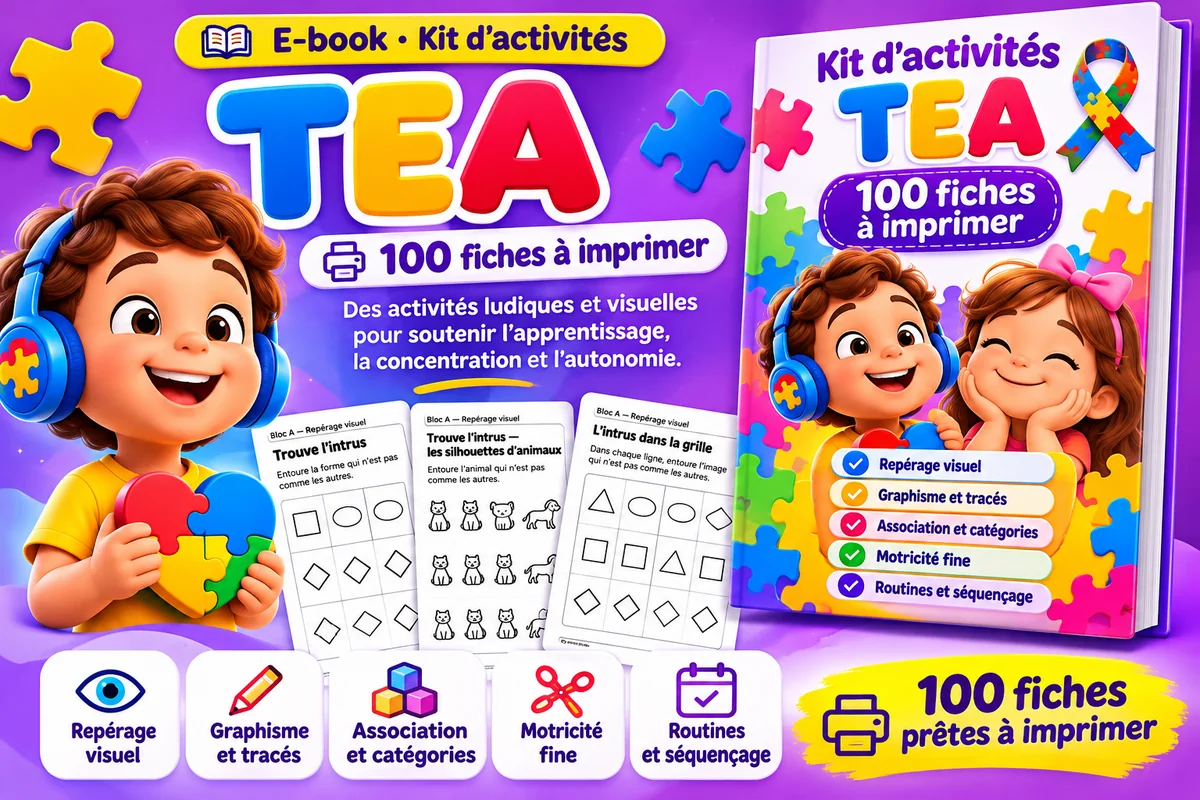 E-book · Kit d'activités
TEA
100 fiches à imprimer
Des activités ludiques et visuelles
pour soutenir l'apprentissage,
la concentration et l'autonomie.
Bloc A — Repérage visuel
Trouve l'intrus
Entoure la forme qui n'est pas
comme les autres.
Bloc A — Repérage visuel
Trouve l'intrus —
les silhouettes d'animaux
Entoure l'animal qui n'est pas
comme les autres.
Bloc A — Repérage visuel
L'intrus dans la grille
Dans chaque ligne, entoure l'image
qui n'est pas comme les autres.
Kit d'activités
TEA
100 fiches
à imprimer
Repérage visuel
Graphisme et tracés
Association et catégories
Motricité fine
Routines et séquençage
Repérage
visuel
Graphisme
et tracés
Association
et catégories
Motricité
fine
Routines
et séquençage
100 fiches
prêtes à imprimer